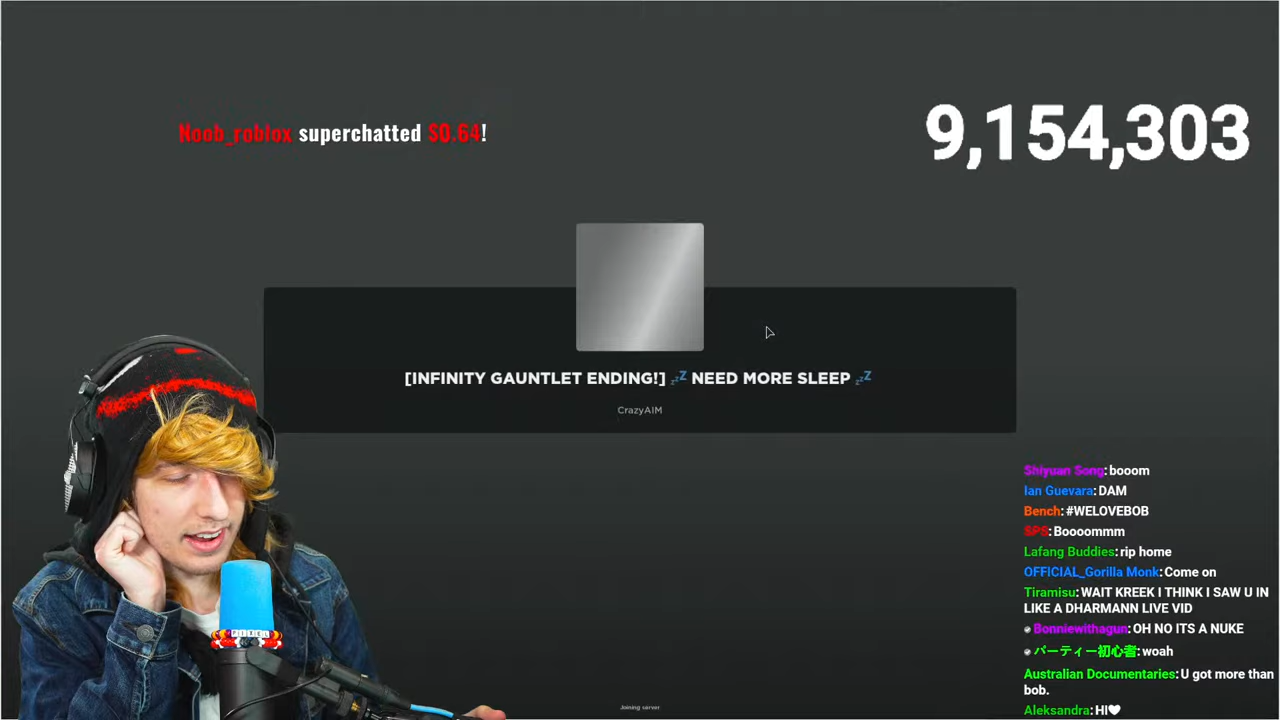 Noob_roblox superchatted $0.64!
9,154,303
[INFINITY GAUNTLET ENDING!] 💤 NEED MORE SLEEP 💤
CrazyAIM
Shiyuan Song: booom
Ian Guevara: DAM
Bench: #WELOVEBOB
SPS: Boooommm
Lafang Buddies: rip home
OFFICIAL_Gorilla Monk: Come on
Tiramisu: WAIT KREEK I THINK I SAW U IN
LIKE A DHARMANN LIVE VID
Bonniewithagun: OH NO ITS A NUKE
パーティー初心者: woah
Australian Documentaries: U got more than
bob.
Aleksandra: HI♥
PIXEL
Joining server